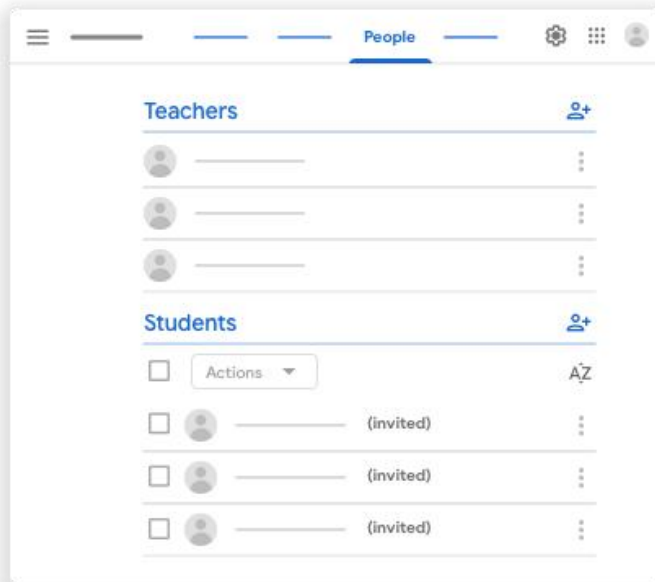 People
Teachers
Students
Actions
AZ
(invited)
(invited)
(invited)